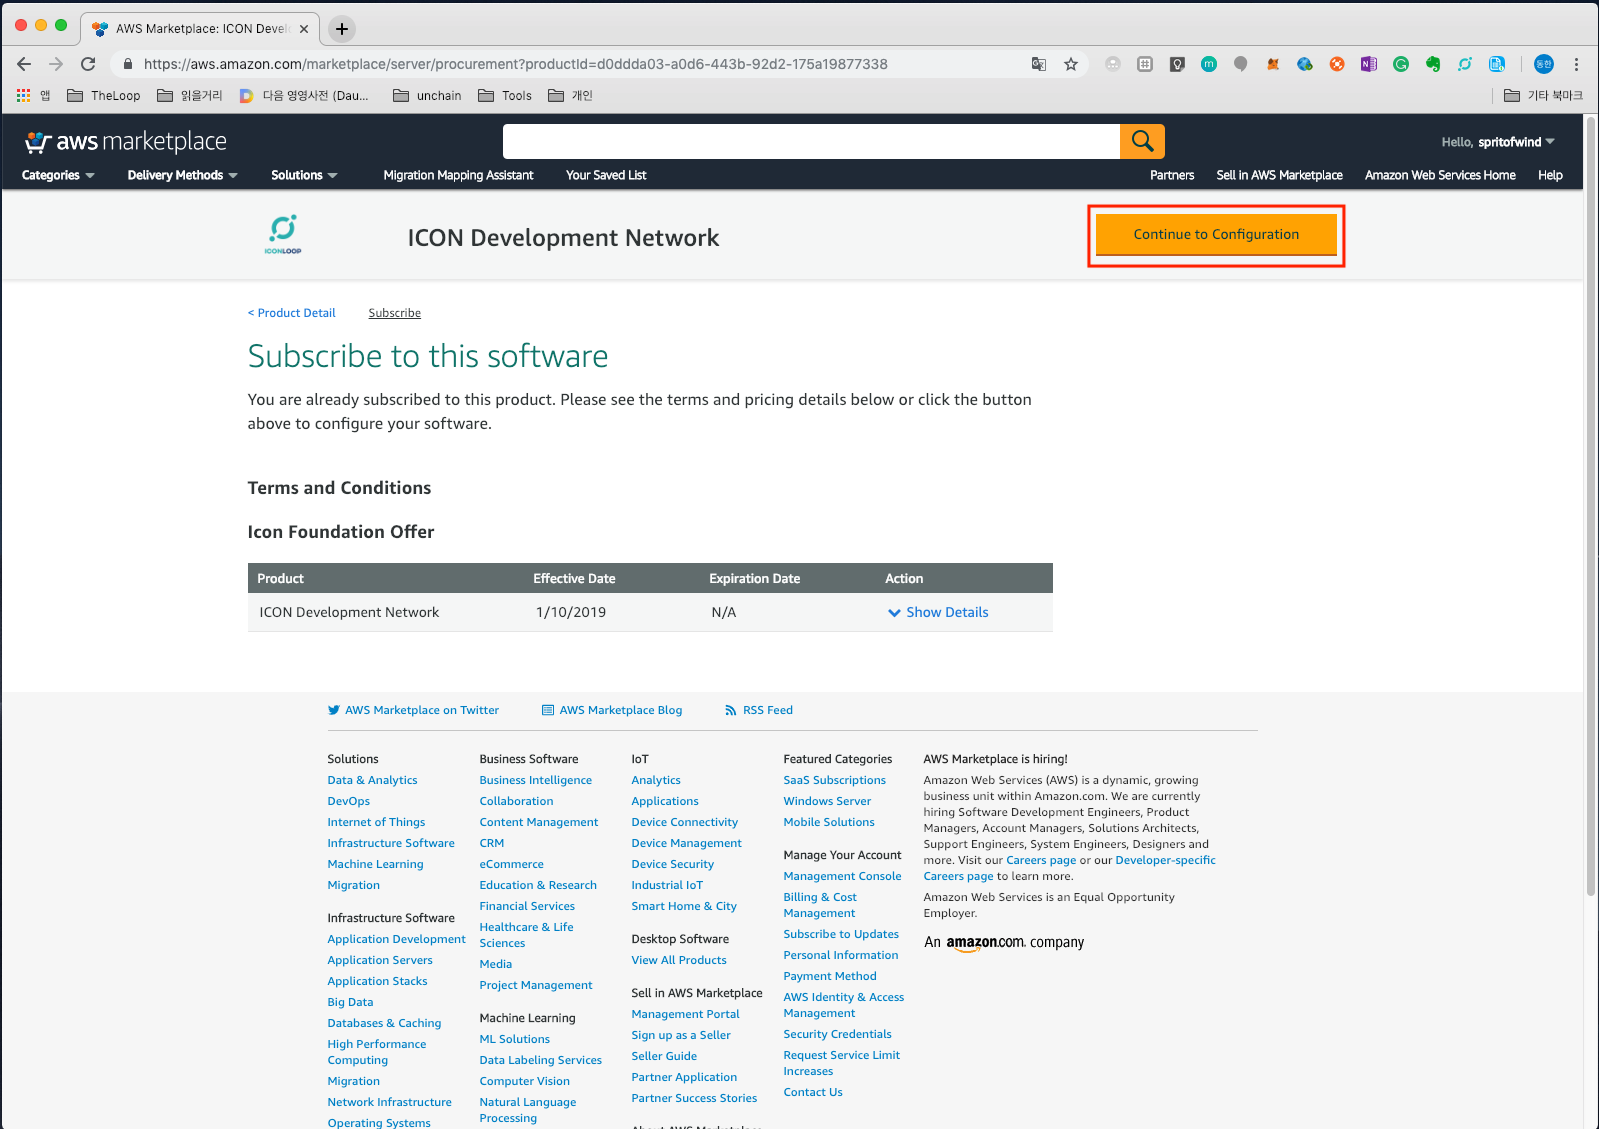 AWS Marketplace: ICON Devel
https://aws.amazon.com/marketplace/server/procurement?productId=d0ddda03-a0d6-443b-92d2-175a19877338
통한
앱 TheLoop 읽을거리 다음 영영사전 (Dau... unchain Tools 개인 기타 북마크
aws marketplace
Hello, spritofwind
Categories Delivery Methods Solutions Migration Mapping Assistant Your Saved List Partners Sell in AWS Marketplace Amazon Web Services Home Help
ICONLOOP
ICON Development Network
Continue to Configuration
< Product Detail Subscribe
Subscribe to this software
You are already subscribed to this product. Please see the terms and pricing details below or click the button
above to configure your software.
Terms and Conditions
Icon Foundation Offer
Product Effective Date Expiration Date Action
ICON Development Network 1/10/2019 N/A Show Details
AWS Marketplace on Twitter AWS Marketplace Blog RSS Feed
Solutions
Data & Analytics
DevOps
Internet of Things
Infrastructure Software
Machine Learning
Migration
Infrastructure Software
Application Development
Application Servers
Application Stacks
Big Data
Databases & Caching
High Performance
Computing
Migration
Network Infrastructure
Operating Systems
Business Software
Business Intelligence
Collaboration
Content Management
CRM
eCommerce
Education & Research
Financial Services
Healthcare & Life
Sciences
Media
Project Management
Machine Learning
ML Solutions
Data Labeling Services
Computer Vision
Natural Language
Processing
IoT
Analytics
Applications
Device Connectivity
Device Management
Device Security
Industrial IoT
Smart Home & City
Desktop Software
View All Products
Sell in AWS Marketplace
Management Portal
Sign up as a Seller
Seller Guide
Partner Application
Partner Success Stories
About AWS Marketplace
Featured Categories
SaaS Subscriptions
Windows Server
Mobile Solutions
Manage Your Account
Management Console
Billing & Cost
Management
Subscribe to Updates
Personal Information
Payment Method
AWS Identity & Access
Management
Security Credentials
Request Service Limit
Increases
Contact Us
AWS Marketplace is hiring!
Amazon Web Services (AWS) is a dynamic, growing
business unit within Amazon.com. We are currently
hiring Software Development Engineers, Product
Managers, Account Managers, Solutions Architects,
Support Engineers, System Engineers, Designers and
more. Visit our Careers page or our Developer-specific
Careers page to learn more.
Amazon Web Services is an Equal Opportunity
Employer.
An amazon.com. company